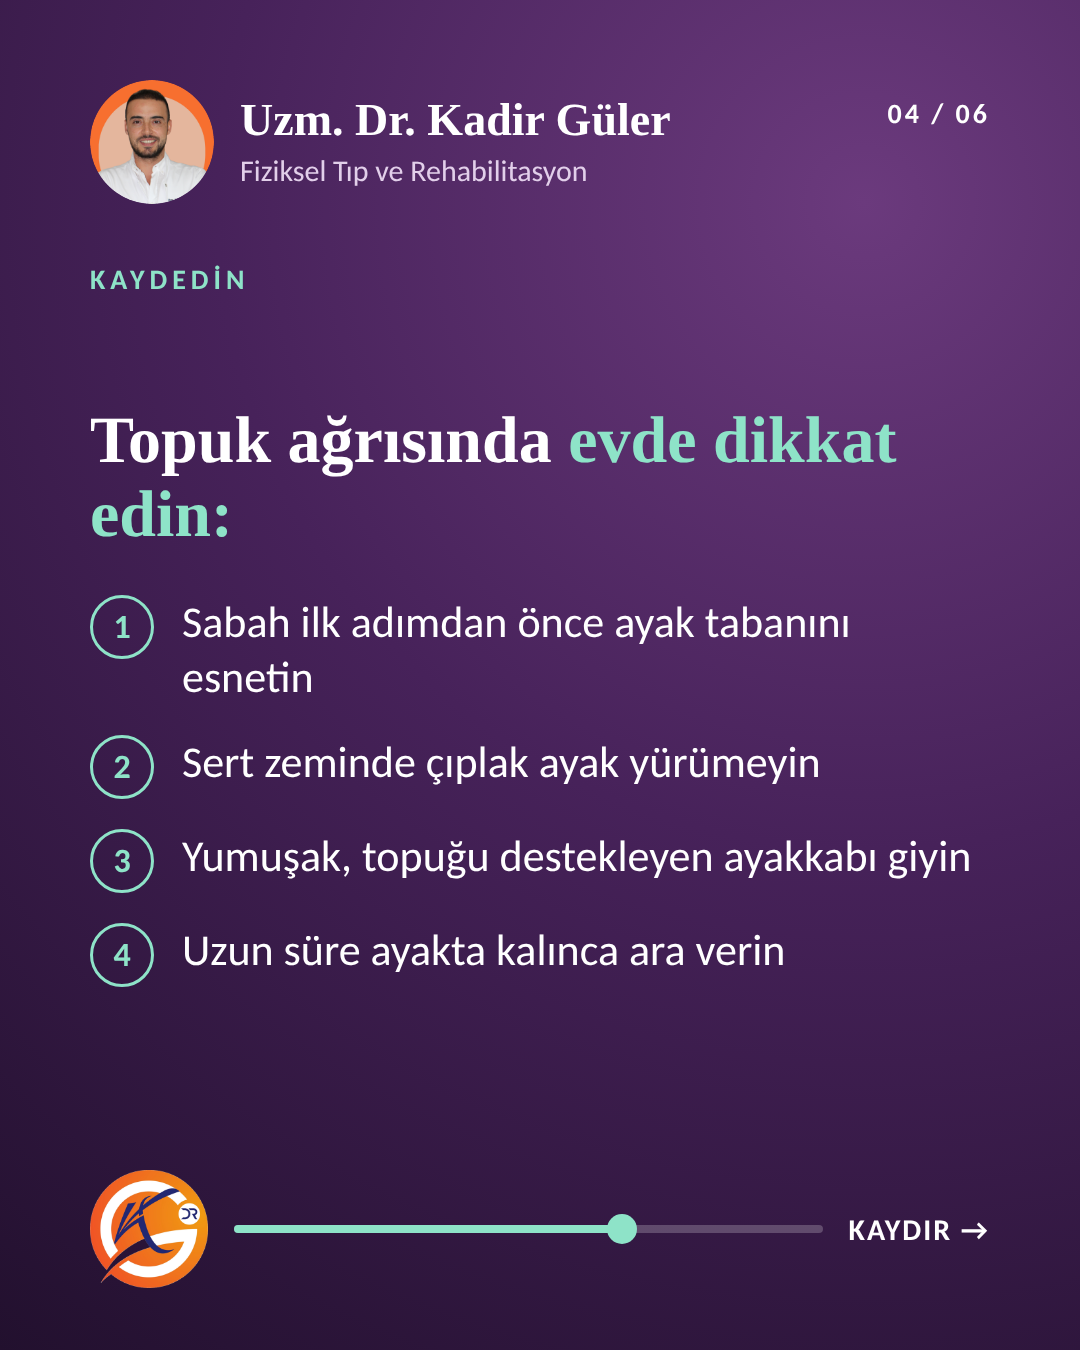 Uzm. Dr. Kadir Güler
Fiziksel Tıp ve Rehabilitasyon
04 / 06
KAYDEDİN
Topuk ağrısında evde dikkat
edin:
1 Sabah ilk adımdan önce ayak tabanını
esnetin
2 Sert zeminde çıplak ayak yürümeyin
3 Yumuşak, topuğu destekleyen ayakkabı giyin
4 Uzun süre ayakta kalınca ara verin
DR
KAYDIR →